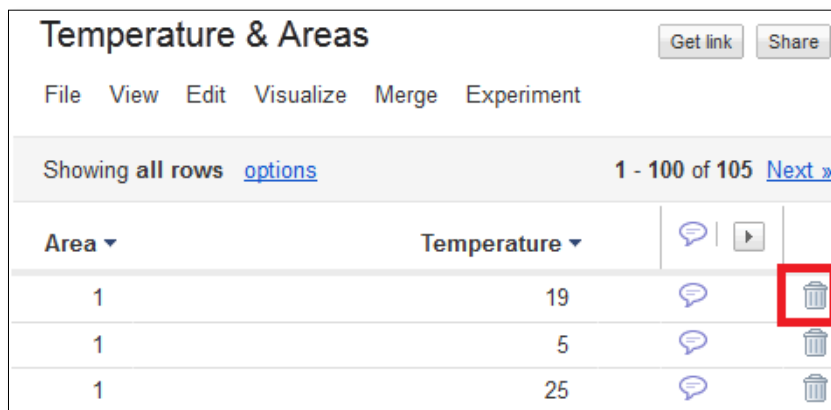 Temperature & Areas Get link Share
File View Edit Visualize Merge Experiment
Showing all rows options 1 - 100 of 105 Next »
Area Temperature
1 19
1 5
1 25